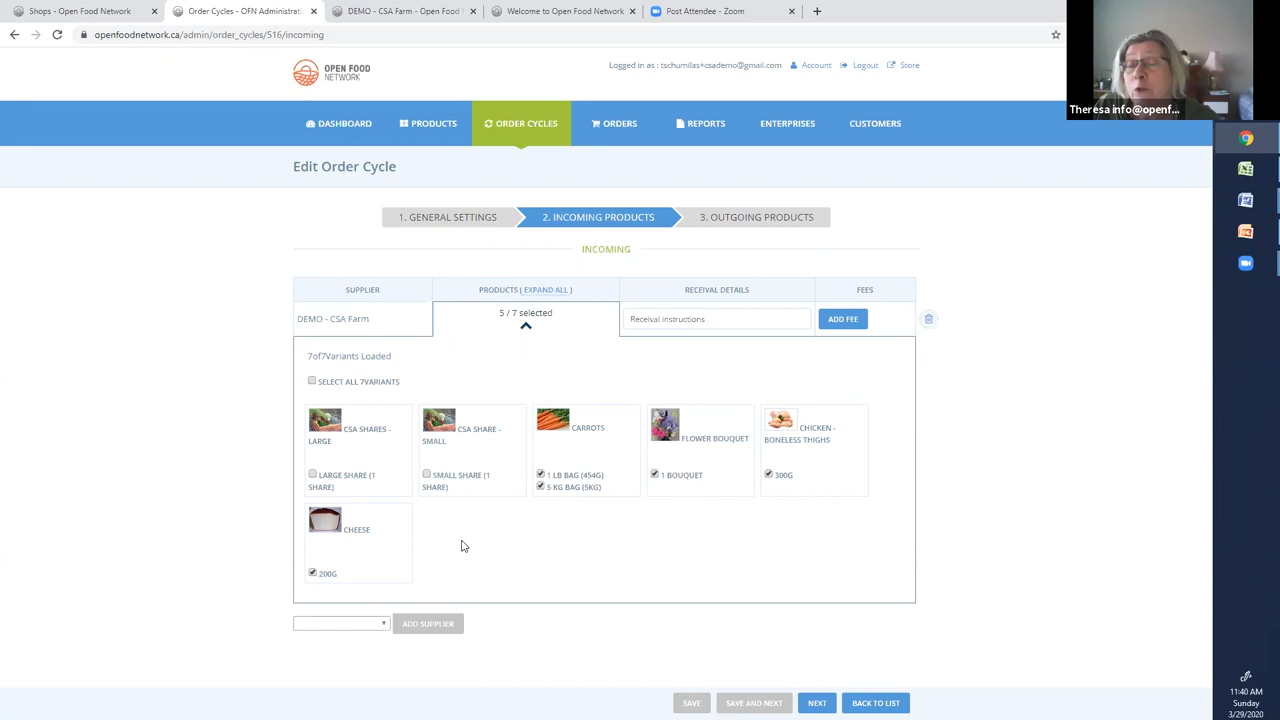 Shops - Open Food Network
Order Cycles - OFN Administrati
DEMO - CSA Farm - Open Food
Welcome to Open Food Network
Post Attendee - Zoom
openfoodnetwork.ca/admin/order_cycles/516/incoming
OPEN FOOD
NETWORK
Logged in as : tschumilas+csademo@gmail.com
Account
Logout
Store
Theresa info@openf...
DASHBOARD
PRODUCTS
ORDER CYCLES
ORDERS
REPORTS
ENTERPRISES
CUSTOMERS
Edit Order Cycle
1. GENERAL SETTINGS
2. INCOMING PRODUCTS
3. OUTGOING PRODUCTS
INCOMING
SUPPLIER
PRODUCTS ( EXPAND ALL )
RECEIVAL DETAILS
FEES
DEMO - CSA Farm
5 / 7 selected
Receival instructions
ADD FEE
7of7Variants Loaded
SELECT ALL 7VARIANTS
CSA SHARES -
LARGE
LARGE SHARE (1
SHARE)
CSA SHARE -
SMALL
SMALL SHARE (1
SHARE)
CARROTS
1 LB BAG (454G)
5 KG BAG (5KG)
FLOWER BOUQUET
1 BOUQUET
CHICKEN -
BONELESS THIGHS
300G
CHEESE
200G
ADD SUPPLIER
SAVE
SAVE AND NEXT
NEXT
BACK TO LIST
11:40 AM
Sunday
3/29/2020